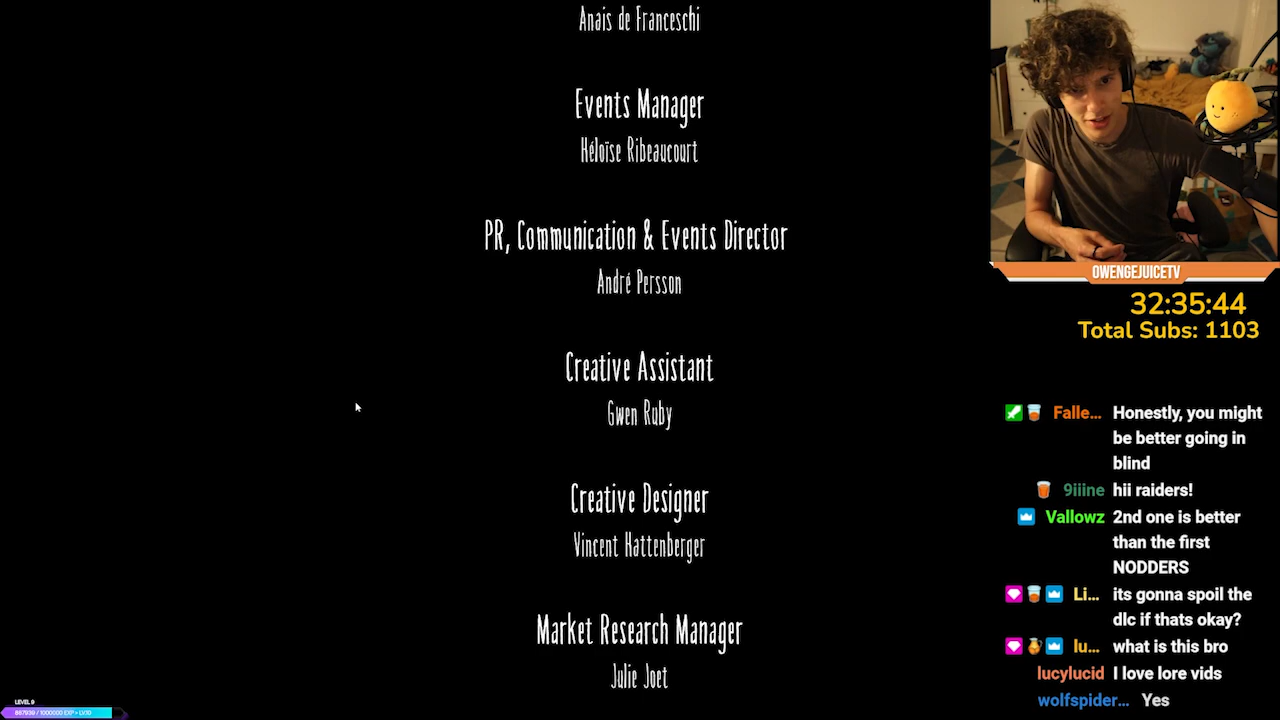 Anais de Franceschi
Events Manager
Héloïse Ribeaucourt
PR, Communication & Events Director
André Persson
Creative Assistant
Gwen Ruby
Creative Designer
Vincent Hattenberger
Market Research Manager
Julie Joet
OWENGEJUICETV
32:35:44
Total Subs: 1103
Falle... Honestly, you might
be better going in
blind
9iiine hii raiders!
Vallowz 2nd one is better
than the first
NODDERS
Li... its gonna spoil the
dlc if thats okay?
lu... what is this bro
lucylucid I love lore vids
wolfspider... Yes
LEVEL 9